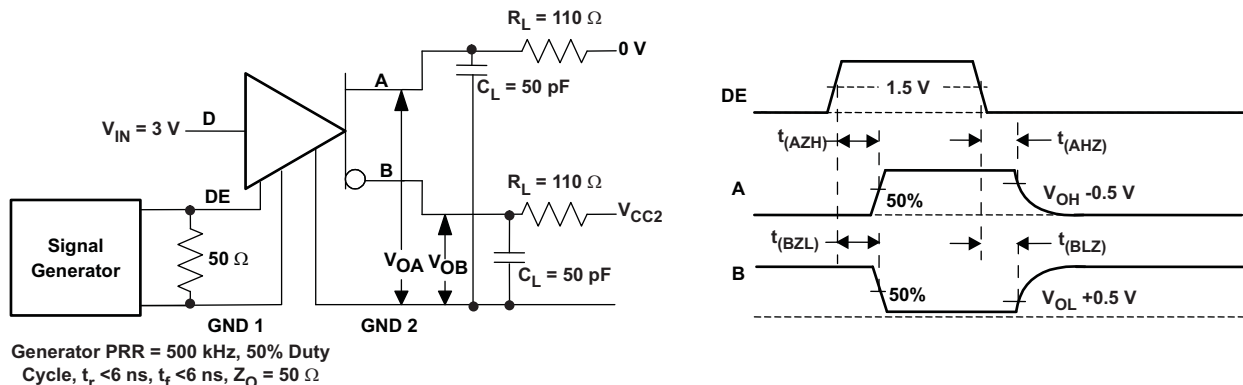 R_L = 110 Ω
0 V
A
C_L = 50 pF
V_IN = 3 V
D
B
R_L = 110 Ω
DE
V_CC2
Signal
Generator
50 Ω
V_OA
V_OB
C_L = 50 pF
GND 1
GND 2
Generator PRR = 500 kHz, 50% Duty
Cycle, t_r <6 ns, t_f <6 ns, Z_O = 50 Ω
DE
1.5 V
t_(AZH)
t_(AHZ)
A
50%
V_OH -0.5 V
t_(BZL)
t_(BLZ)
B
50%
V_OL +0.5 V